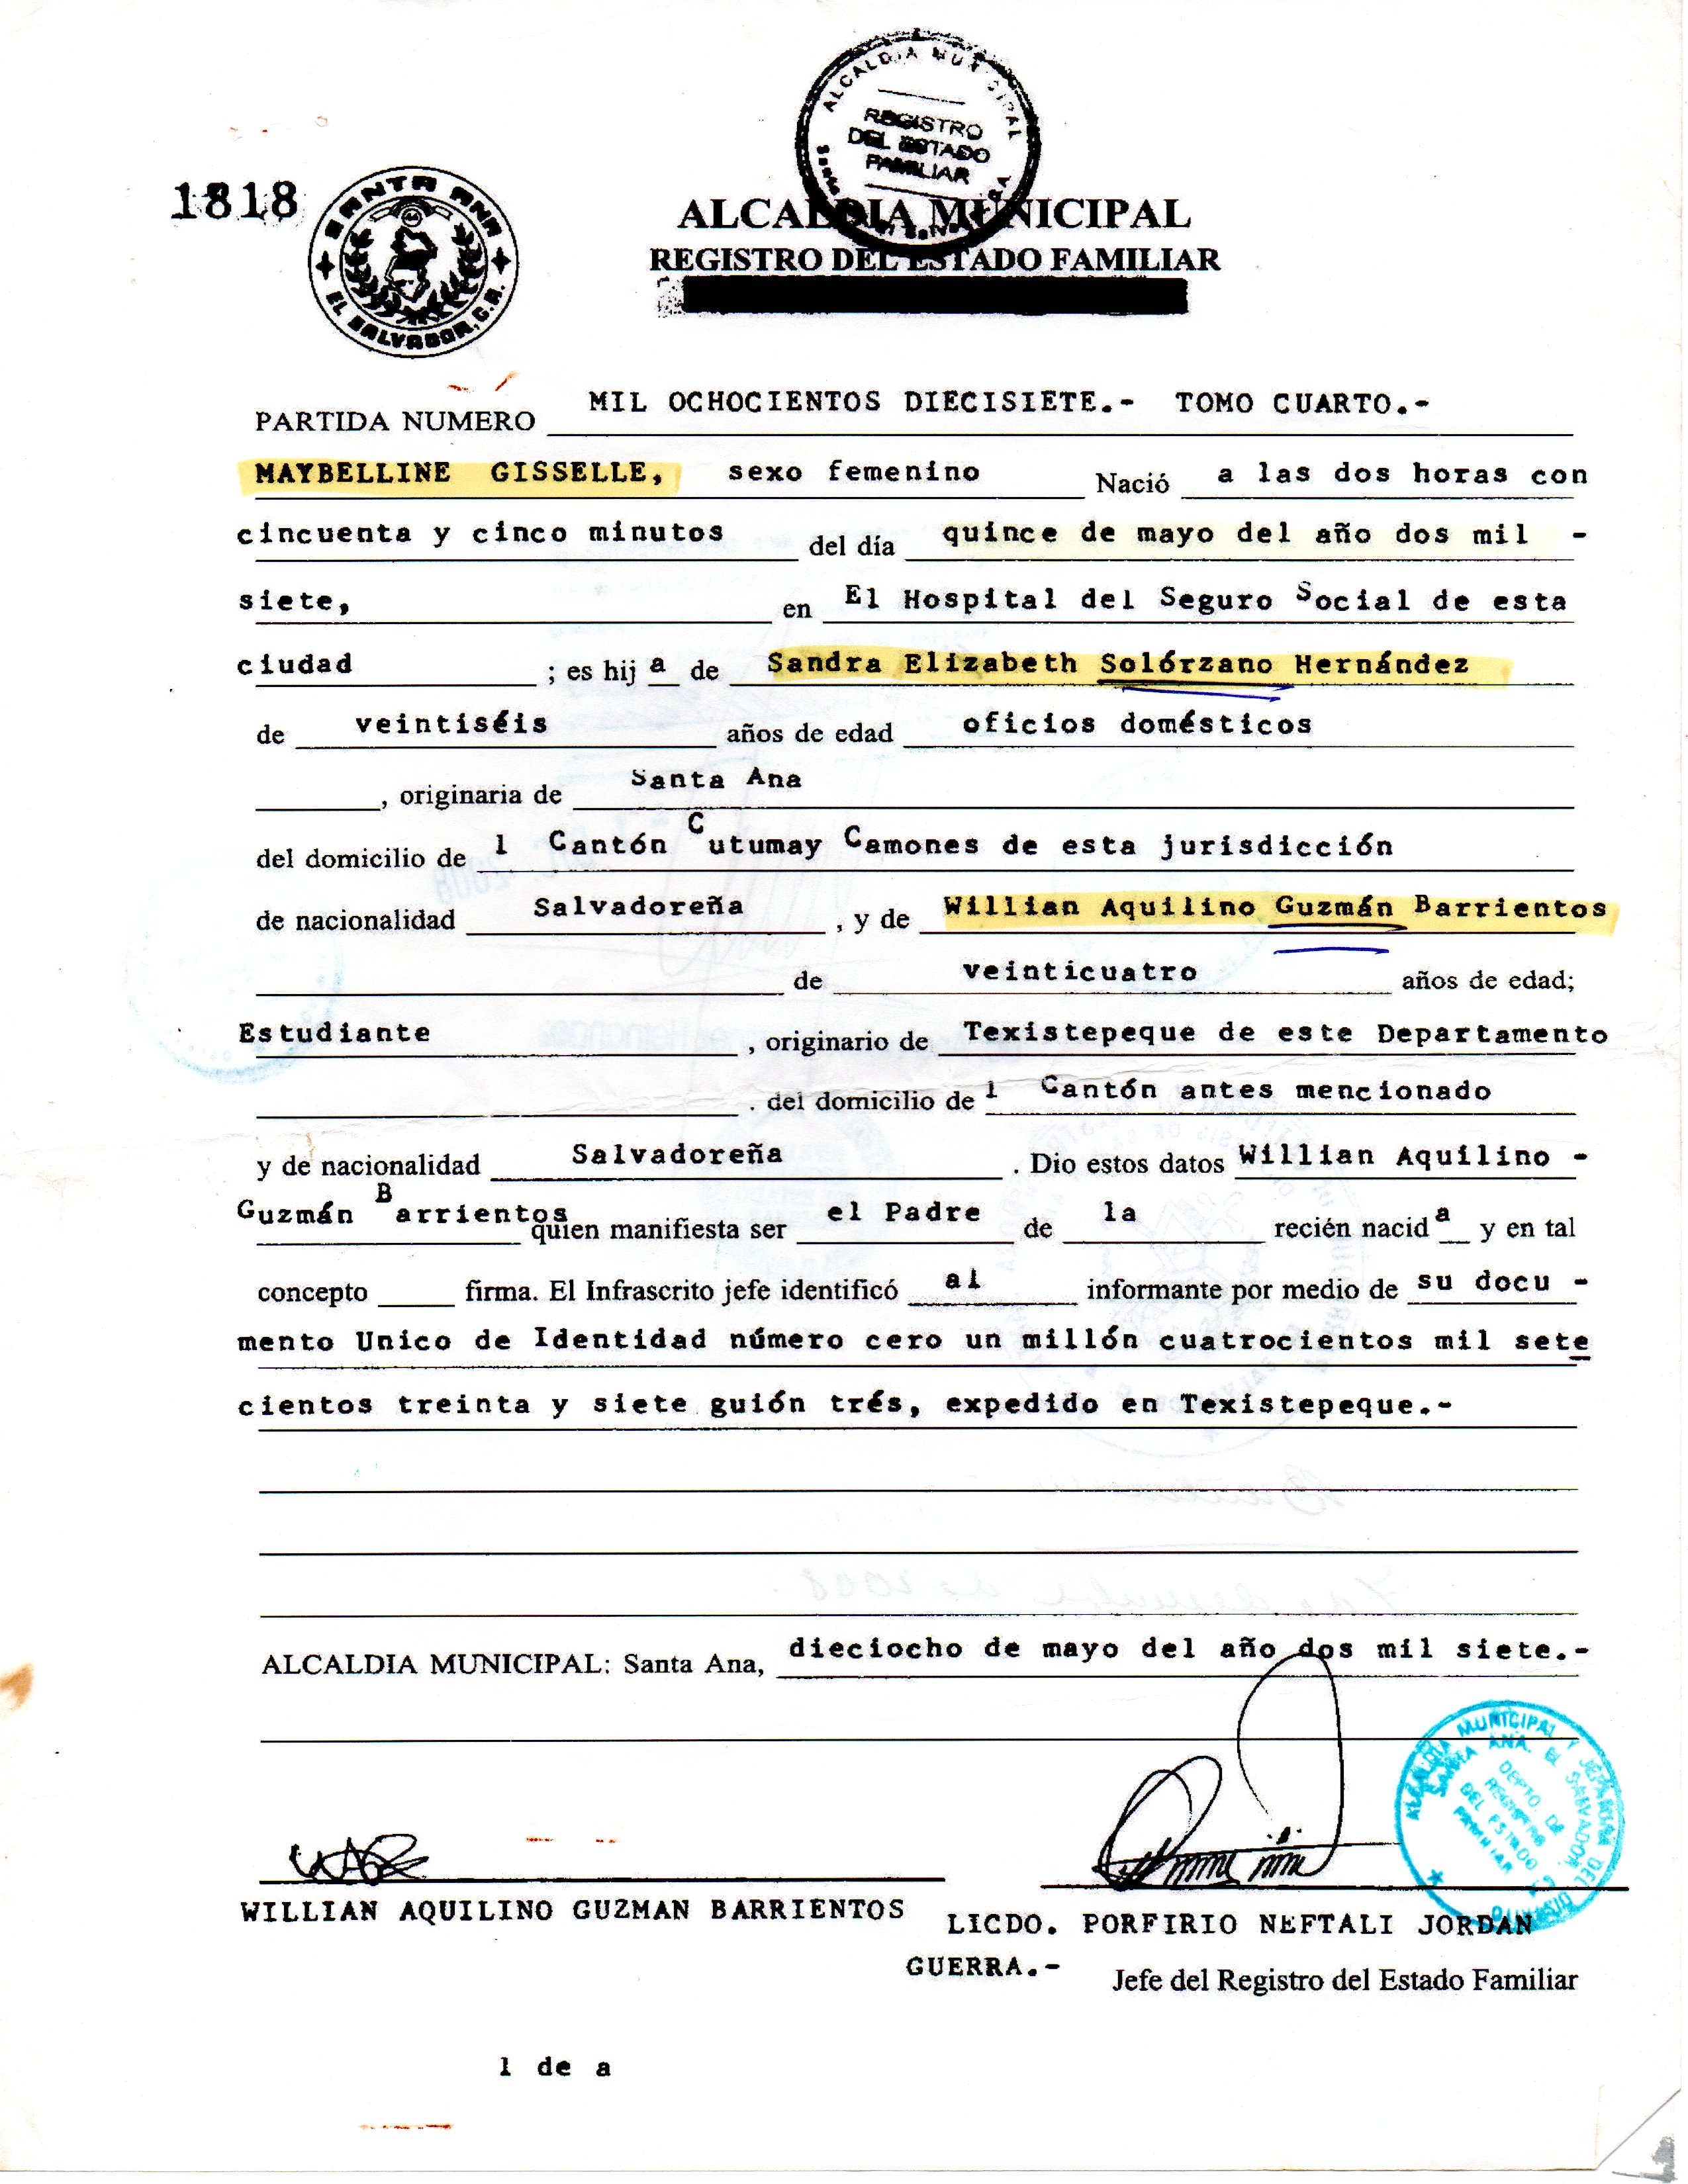 ALCALDIA MUNICIPAL
REGISTRO DEL ESTADO FAMILIAR
1818
SANTA ANA
EL SALVADOR, C.A.
ALCALDIA MUNICIPAL
REGISTRO DEL ESTADO FAMILIAR
PARTIDA NUMERO MIL OCHOCIENTOS DIECISIETE.- TOMO CUARTO.-
MAYBELLINE GISSELLE, sexo femenino Nació a las dos horas con
cincuenta y cinco minutos del día quince de mayo del año dos mil -
siete, en El Hospital del Seguro Social de esta
ciudad ; es hij a de Sandra Elizabeth Solórzano Hernández
de veintiséis años de edad oficios domésticos
, originaria de Santa Ana
del domicilio de l Cantón Cutumay Camones de esta jurisdicción
de nacionalidad Salvadoreña , y de Willian Aquilino Guzmán Barrientos
de veinticuatro años de edad;
Estudiante , originario de Texistepeque de este Departamento
. del domicilio de l Cantón antes mencionado
y de nacionalidad Salvadoreña . Dio estos datos Willian Aquilino -
Guzmán Barrientos quien manifiesta ser el Padre de la recién nacid a y en tal
concepto firma. El Infrascrito jefe identificó al informante por medio de su docu -
mento Unico de Identidad número cero un millón cuatrocientos mil sete
cientos treinta y siete guión trés, expedido en Texistepeque.-
ALCALDIA MUNICIPAL: Santa Ana, dieciocho de mayo del año dos mil siete.-
ALCALDIA MUNICIPAL Y JEFATURA DEL DISTRITO
SANTA ANA. EL SALVADOR
DEPTO. DE REGISTRO DEL ESTADO FAMILIAR
WILLIAN AQUILINO GUZMAN BARRIENTOS
LICDO. PORFIRIO NEFTALI JORDAN
GUERRA.- Jefe del Registro del Estado Familiar
l de a